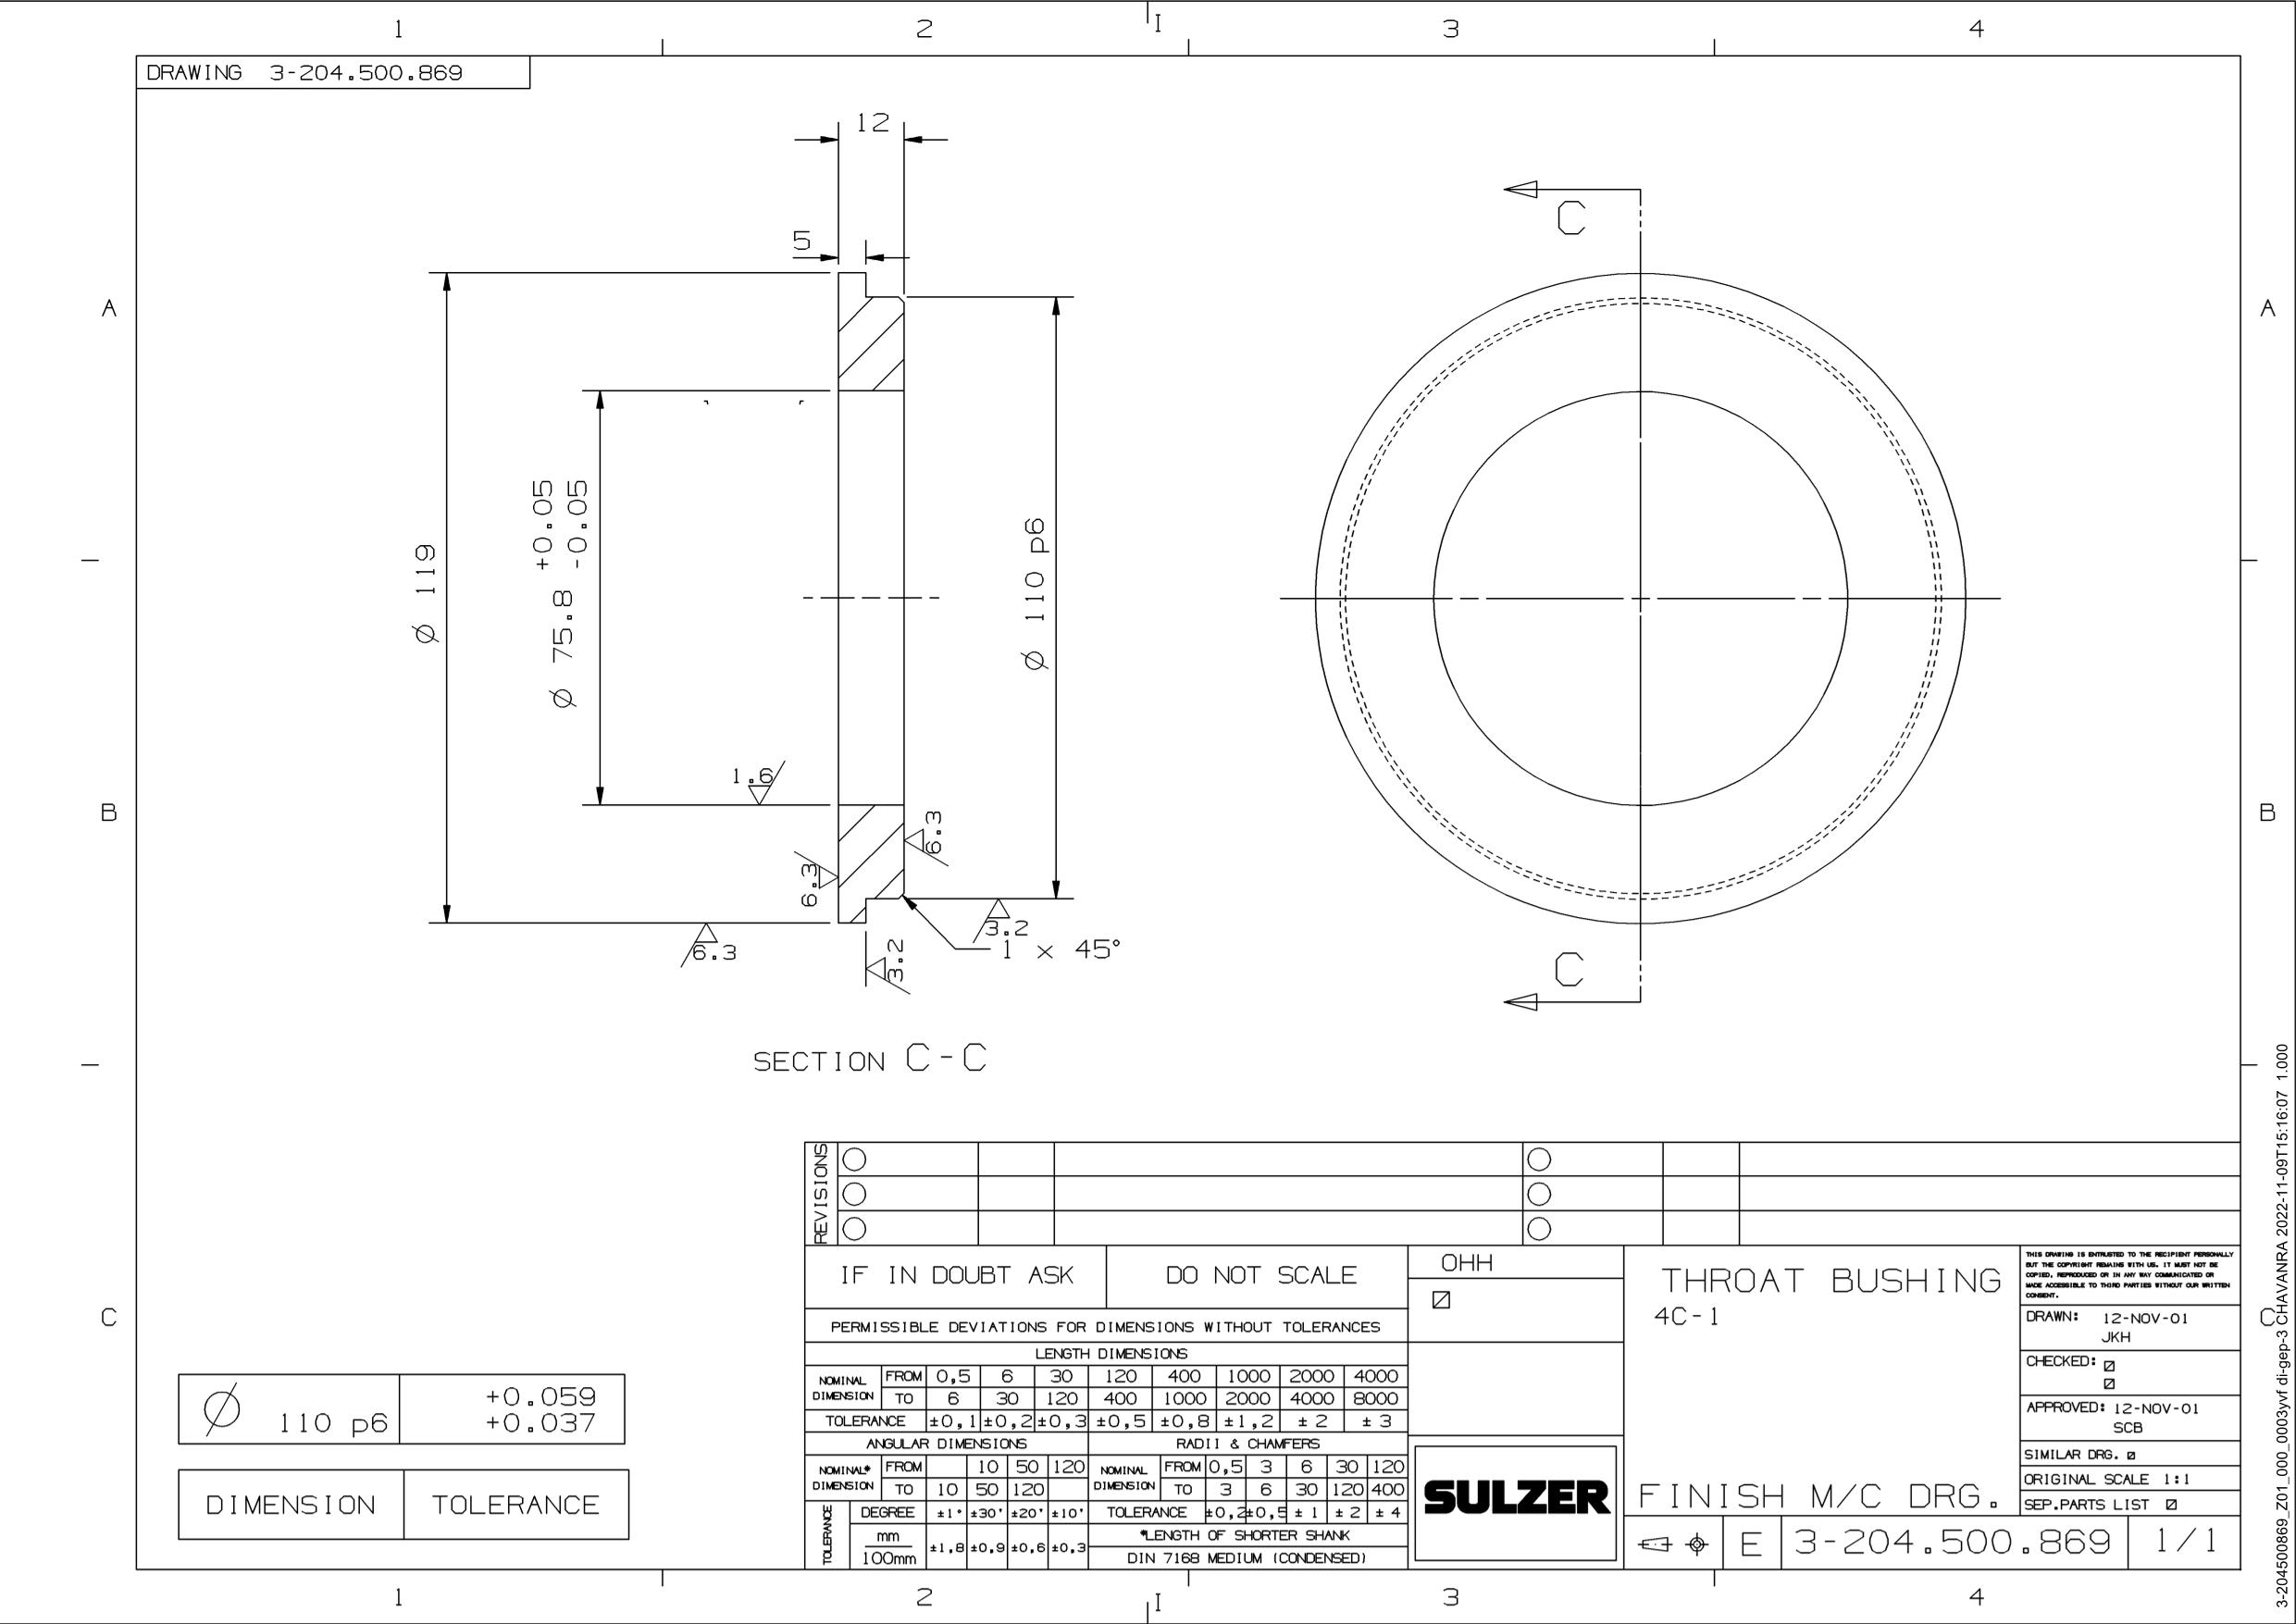 1 2 I 3 4
DRAWING 3-204.500.869
12
5
C
A A
Ø 119
Ø 75.8 +0.05 -0.05
Ø 110 p6
1.6
B B
6.3
6.3
6.3
3.2
3.2
1 x 45°
C
SECTION C-C
REVISIONS
IF IN DOUBT ASK
DO NOT SCALE
PERMISSIBLE DEVIATIONS FOR DIMENSIONS WITHOUT TOLERANCES
LENGTH DIMENSIONS
NOMINAL DIMENSION FROM 0,5 6 30 120 400 1000 2000 4000
TO 6 30 120 400 1000 2000 4000 8000
TOLERANCE ±0,1 ±0,2 ±0,3 ±0,5 ±0,8 ±1,2 ± 2 ± 3
ANGULAR DIMENSIONS
NOMINAL* DIMENSION FROM 10 50 120
TO 10 50 120
TOLERANCE
DEGREE ±1° ±30' ±20' ±10'
mm
100mm
±1,8 ±0,9 ±0,6 ±0,3
RADII & CHAMFERS
NOMINAL DIMENSION FROM 0,5 3 6 30 120
TO 3 6 30 120 400
TOLERANCE ±0,2 ±0,5 ± 1 ± 2 ± 4
*LENGTH OF SHORTER SHANK
DIN 7168 MEDIUM (CONDENSED)
OHH
SULZER
THROAT BUSHING
4C-1
FINISH M/C DRG.
E 3-204.500.869 1/1
THIS DRAWING IS ENTRUSTED TO THE RECIPIENT PERSONALLY
BUT THE COPYRIGHT REMAINS WITH US. IT MUST NOT BE
COPIED, REPRODUCED OR IN ANY WAY COMMUNICATED OR
MADE ACCESSIBLE TO THIRD PARTIES WITHOUT OUR WRITTEN
CONSENT.
DRAWN: 12-NOV-01
JKH
CHECKED:
APPROVED: 12-NOV-01
SCB
SIMILAR DRG.
ORIGINAL SCALE 1:1
SEP.PARTS LIST
C C
Ø 110 p6 +0.059
+0.037
DIMENSION TOLERANCE
1 2 I 3 4
3-204500869_Z01_000_0003yvf di-gep-3 CHAVANRA 2022-11-09T15:16:07 1.000